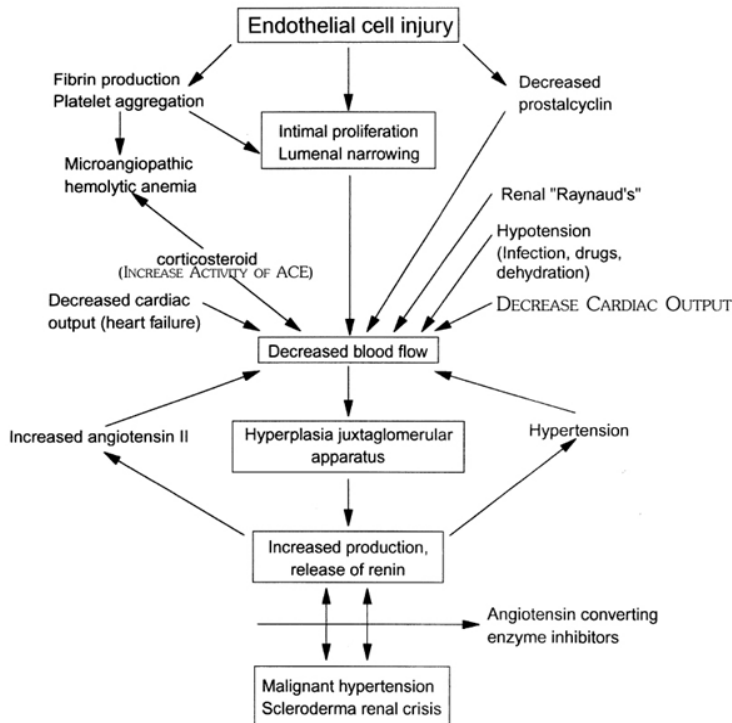 Endothelial cell injury
Fibrin production
Platelet aggregation
Decreased
prostalcyclin
Intimal proliferation
Lumenal narrowing
Microangiopathic
hemolytic anemia
Renal "Raynaud's"
Hypotension
(Infection, drugs,
dehydration)
corticosteroid
(INCREASE ACTIVITY OF ACE)
Decreased cardiac
output (heart failure)
DECREASE CARDIAC OUTPUT
Decreased blood flow
Increased angiotensin II
Hyperplasia juxtaglomerular
apparatus
Hypertension
Increased production,
release of renin
Angiotensin converting
enzyme inhibitors
Malignant hypertension
Scleroderma renal crisis